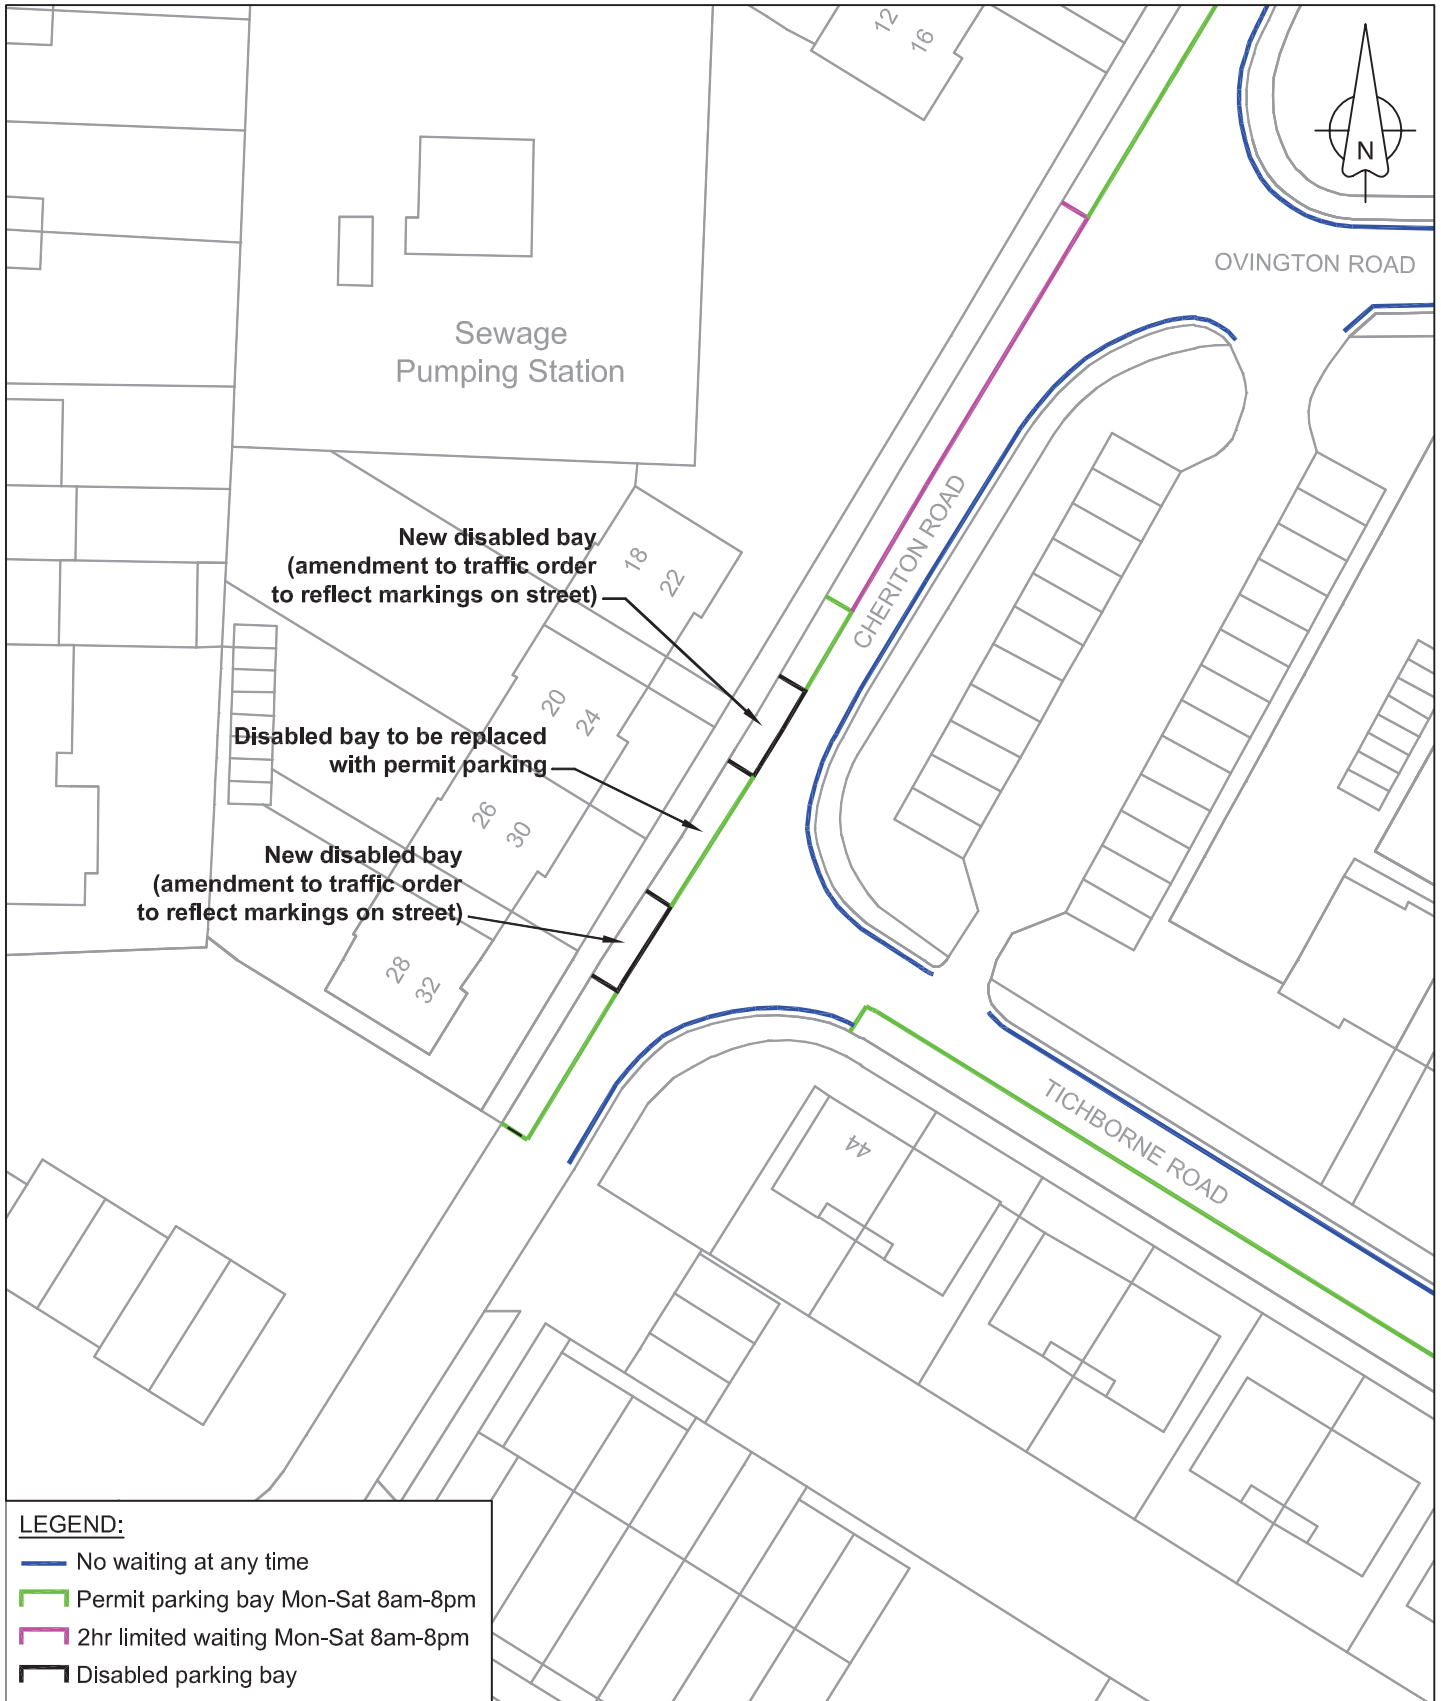 12
16
N
OVINGTON ROAD
Sewage
Pumping Station
CHERITON ROAD
New disabled bay
(amendment to traffic order
to reflect markings on street)
18
22
20
24
Disabled bay to be replaced
with permit parking
26
30
New disabled bay
(amendment to traffic order
to reflect markings on street)
28
32
TICHBORNE ROAD
44
LEGEND:
No waiting at any time
Permit parking bay Mon-Sat 8am-8pm
2hr limited waiting Mon-Sat 8am-8pm
Disabled parking bay